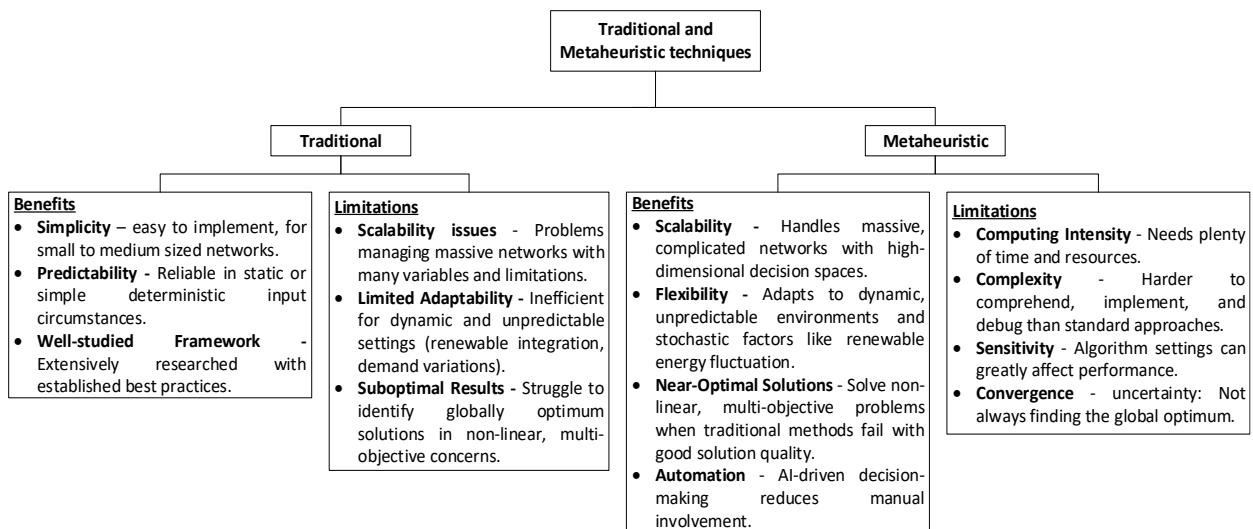 Traditional and
Metaheuristic techniques
Traditional
Metaheuristic
Benefits
• Simplicity – easy to implement, for
small to medium sized networks.
• Predictability - Reliable in static or
simple deterministic input
circumstances.
• Well-studied Framework -
Extensively researched with
established best practices.
Limitations
• Scalability issues - Problems
managing massive networks with
many variables and limitations.
• Limited Adaptability - Inefficient
for dynamic and unpredictable
settings (renewable integration,
demand variations).
• Suboptimal Results - Struggle to
identify globally optimum
solutions in non-linear, multi-
objective concerns.
Benefits
• Scalability - Handles massive,
complicated networks with high-
dimensional decision spaces.
• Flexibility - Adapts to dynamic,
unpredictable environments and
stochastic factors like renewable
energy fluctuation.
• Near-Optimal Solutions - Solve non-
linear, multi-objective problems
when traditional methods fail with
good solution quality.
• Automation - AI-driven decision-
making reduces manual
involvement.
Limitations
• Computing Intensity - Needs plenty
of time and resources.
• Complexity - Harder to
comprehend, implement, and
debug than standard approaches.
• Sensitivity - Algorithm settings can
greatly affect performance.
• Convergence - uncertainty: Not
always finding the global optimum.